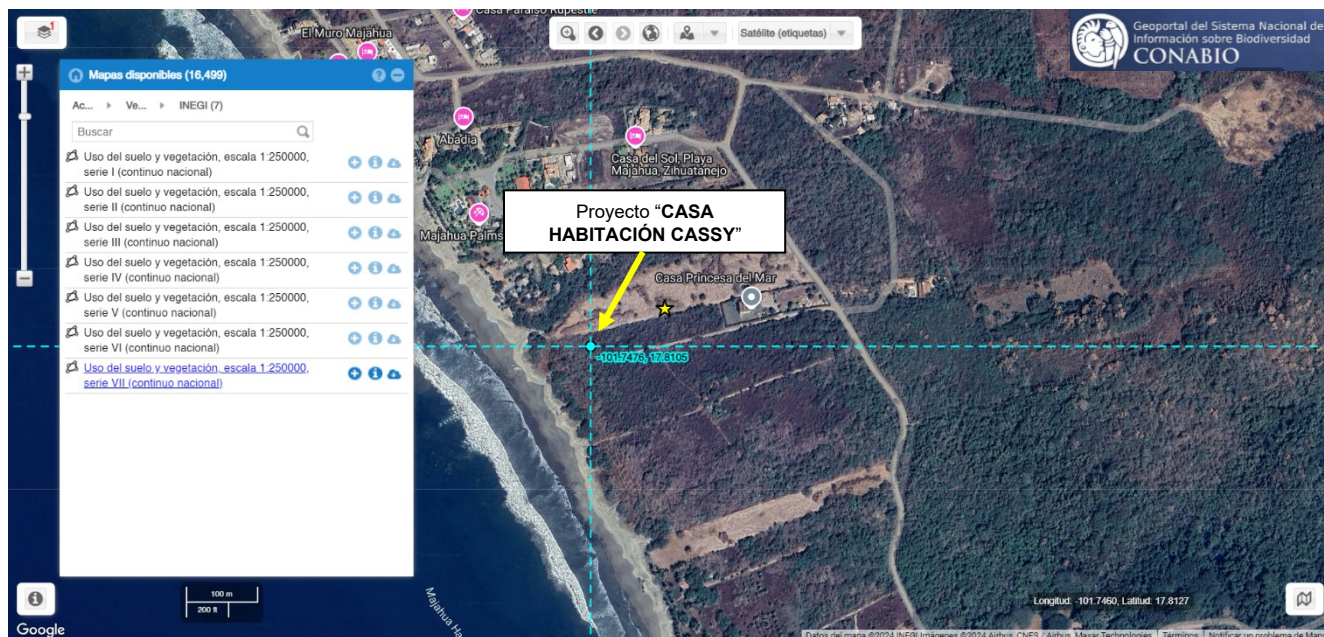 1
Casa Paraíso Rupestre
El Muro Majahua
Satélite (etiquetas)
Geoportal del Sistema Nacional de
Información sobre Biodiversidad
CONABIO
Mapas disponibles (16,499)
Ac... Ve... INEGI (7)
Buscar
Uso del suelo y vegetación, escala 1:250000,
serie I (continuo nacional)
Uso del suelo y vegetación, escala 1:250000,
serie II (continuo nacional)
Uso del suelo y vegetación, escala 1:250000,
serie III (continuo nacional)
Uso del suelo y vegetación, escala 1:250000,
serie IV (continuo nacional)
Uso del suelo y vegetación, escala 1:250000,
serie V (continuo nacional)
Uso del suelo y vegetación, escala 1:250000,
serie VI (continuo nacional)
Uso del suelo y vegetación, escala 1:250000,
serie VII (continuo nacional)
Abadia
Casa del Sol, Playa
Majahua, Zihuatanejo
Proyecto “CASA
HABITACIÓN CASSY”
Majahua Palms
Casa Princesa del Mar
-101.7476, 17.8105
100 m
200 ft
Majahua
Longitud: -101.7460, Latitud: 17.8127
Google
Datos del mapa ©2024 INEGI Imágenes ©2024 Airbus, CNES / Airbus, Maxar Technologies Términos Notificar un problema de